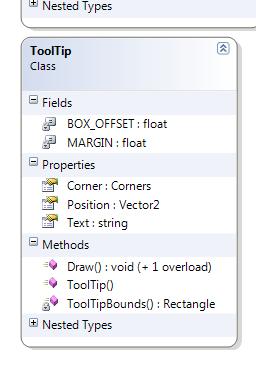 Nested Types
ToolTip
Class
Fields
BOX_OFFSET : float
MARGIN : float
Properties
Corner : Corners
Position : Vector2
Text : string
Methods
Draw() : void (+ 1 overload)
ToolTip()
ToolTipBounds() : Rectangle
Nested Types